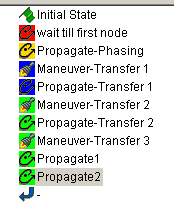 Initial State
wait till first node
Propagate-Phasing
Maneuver-Transfer 1
Propagate-Transfer 1
Maneuver-Transfer 2
Propagate-Transfer 2
Maneuver-Transfer 3
Propagate1
Propagate2
-